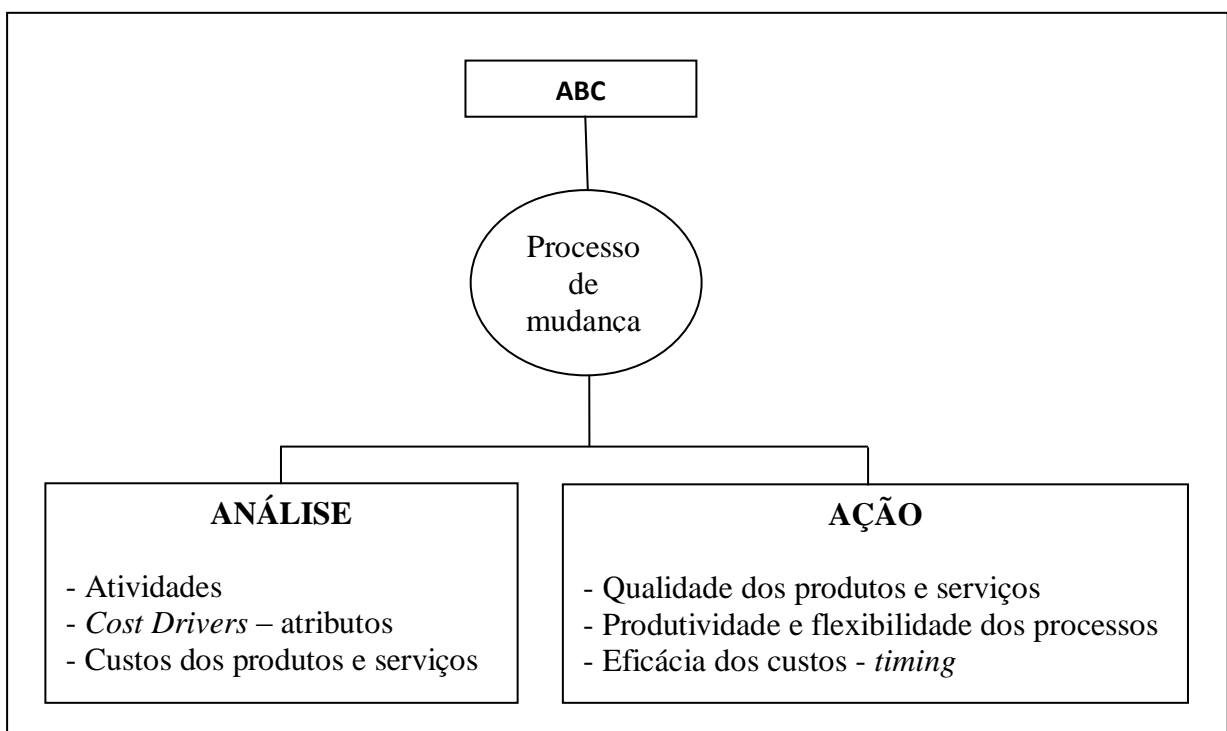 ABC
Processo
de
mudança
ANÁLISE
- Atividades
- Cost Drivers – atributos
- Custos dos produtos e serviços
AÇÃO
- Qualidade dos produtos e serviços
- Produtividade e flexibilidade dos processos
- Eficácia dos custos - timing